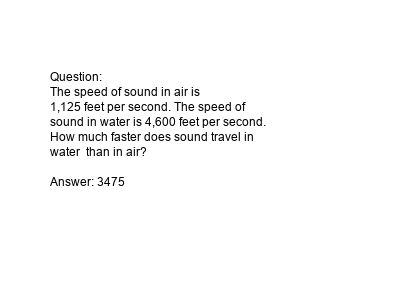 Question:
The speed of sound in air is
1,125 feet per second. The speed of
sound in water is 4,600 feet per second.
How much faster does sound travel in
water  than in air?
Answer: 3475